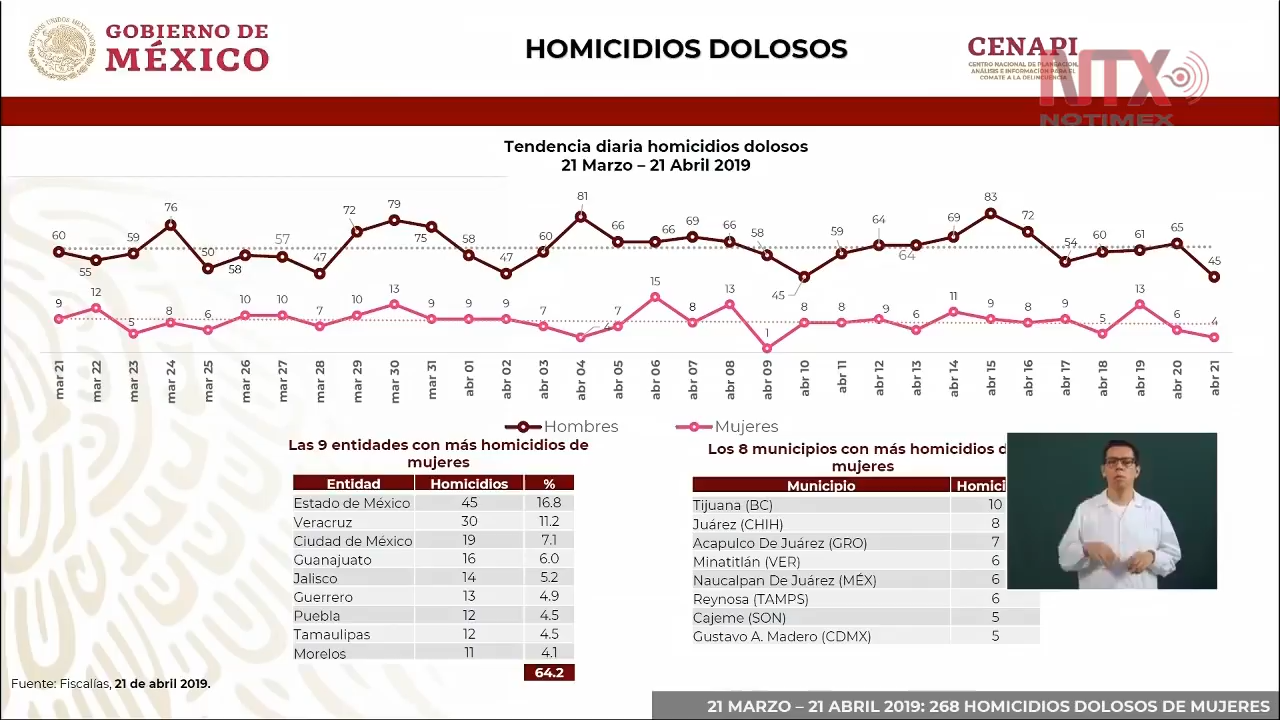 GOBIERNO DE
MÉXICO
HOMICIDIOS DOLOSOS
CENAPI
CENTRO NACIONAL DE PLANEACIÓN,
ANÁLISIS E INFORMACIÓN PARA EL
COMBATE A LA DELINCUENCIA
NTX
NOTIMEX
Tendencia diaria homicidios dolosos
21 Marzo – 21 Abril 2019
60 55 59 76 50 58 57 47 72 79 75 58 47 60 81 66 66 69 66 58 45 59 64 64 69 83 72 54 60 61 65 45
9 12 5 8 6 10 10 7 10 13 9 9 9 7 4 7 15 8 13 1 8 8 9 6 11 9 8 9 5 13 6 4
mar 21 mar 22 mar 23 mar 24 mar 25 mar 26 mar 27 mar 28 mar 29 mar 30 mar 31 abr 01 abr 02 abr 03 abr 04 abr 05 abr 06 abr 07 abr 08 abr 09 abr 10 abr 11 abr 12 abr 13 abr 14 abr 15 abr 16 abr 17 abr 18 abr 19 abr 20 abr 21
Hombres Mujeres
Las 9 entidades con más homicidios de
mujeres
Entidad Homicidios %
Estado de México 45 16.8
Veracruz 30 11.2
Ciudad de México 19 7.1
Guanajuato 16 6.0
Jalisco 14 5.2
Guerrero 13 4.9
Puebla 12 4.5
Tamaulipas 12 4.5
Morelos 11 4.1
64.2
Los 8 municipios con más homicidios d
mujeres
Municipio Homici
Tijuana (BC) 10
Juárez (CHIH) 8
Acapulco De Juárez (GRO) 7
Minatitlán (VER) 6
Naucalpan De Juárez (MÉX) 6
Reynosa (TAMPS) 6
Cajeme (SON) 5
Gustavo A. Madero (CDMX) 5
Fuente: Fiscalías, 21 de abril 2019.
21 MARZO – 21 ABRIL 2019: 268 HOMICIDIOS DOLOSOS DE MUJERES